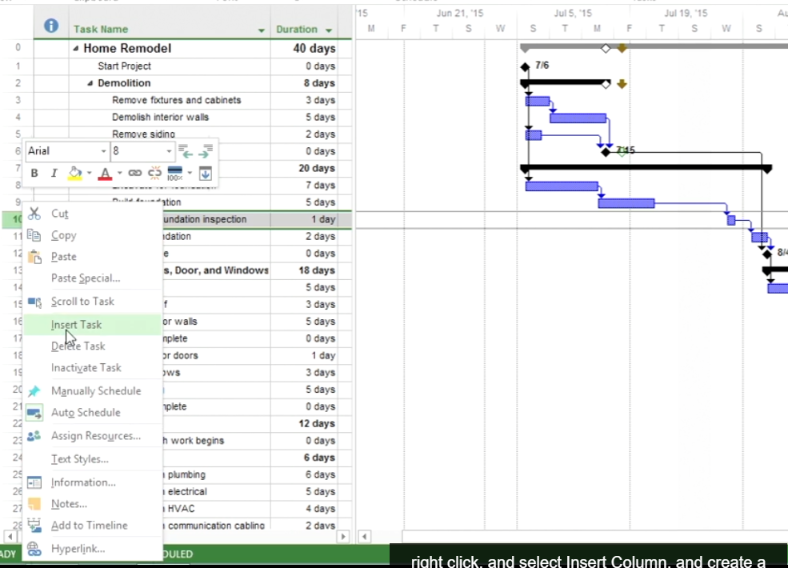 '15
Jun 21, '15
Jul 5, '15
Jul 19, '15
Au
Task Name
Duration
M F T S W S T M F T S
0 Home Remodel 40 days
1 Start Project 0 days
2 Demolition 8 days
3 Remove fixtures and cabinets 3 days
4 Demolish interior walls 5 days
5 Remove siding 2 days
6 0 days
7 20 days
8 7 days
9 Build foundation 5 days
10 undation inspection 1 day
11 dation 2 days
12 e 0 days
13 s, Door, and Windows 18 days
14 5 days
15 f 3 days
16 or walls 5 days
17 mplete 0 days
18 or doors 1 day
19 ows 3 days
20 5 days
21 mplete 0 days
22 12 days
23 h work begins 0 days
24 6 days
25 n plumbing 6 days
26 n electrical 5 days
27 n HVAC 4 days
28 n communication cabling 2 days
7/6
7/15
8/4
Arial
8
B I A
100%
Cut
Copy
Paste
Paste Special...
Scroll to Task
Insert Task
Delete Task
Inactivate Task
Manually Schedule
Auto Schedule
Assign Resources...
Text Styles...
Information...
Notes...
Add to Timeline
Hyperlink...
ADY
DULED
right click, and select Insert Column, and create a